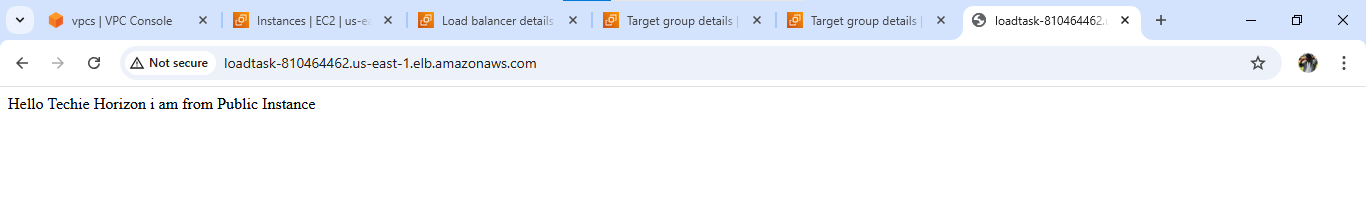 vpcs | VPC Console
Instances | EC2 | us-ea
Load balancer details
Target group details |
Target group details |
loadtask-810464462.u
Not secure
loadtask-810464462.us-east-1.elb.amazonaws.com
Hello Techie Horizon i am from Public Instance